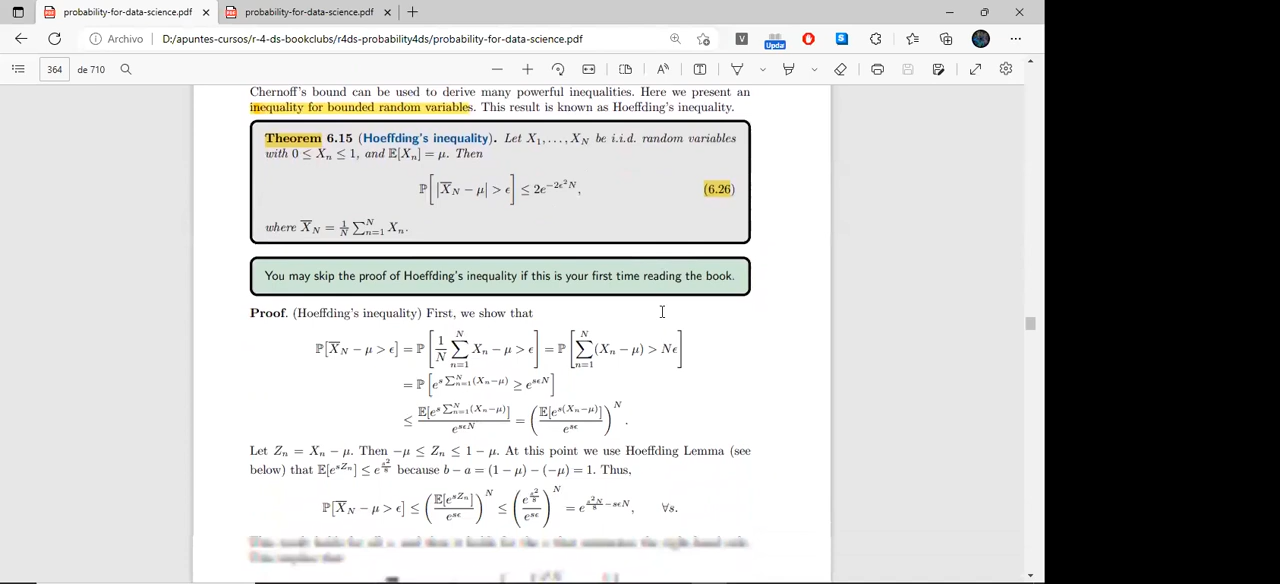 probability-for-data-science.pdf
probability-for-data-science.pdf
Archivo D:/apuntes-cursos/r-4-ds-bookclubs/r4ds-probability4ds/probability-for-data-science.pdf
Updat
364 de 710
Chernoff's bound can be used to derive many powerful inequalities. Here we present an
inequality for bounded random variables. This result is known as Hoeffding's inequality.
Theorem 6.15 (Hoeffding's inequality). Let X₁, . . . , X_N be i.i.d. random variables
with 0 ≤ Xₙ ≤ 1, and 𝔼[Xₙ] = μ. Then
ℙ[|X̄_N − μ| > ϵ] ≤ 2e^{−2ϵ²N}, (6.26)
where X̄_N = 1/N ∑_{n=1}^{N} Xₙ.
You may skip the proof of Hoeffding's inequality if this is your first time reading the book.
Proof. (Hoeffding's inequality) First, we show that
ℙ[X̄_N − μ > ϵ] = ℙ[1/N ∑_{n=1}^{N} Xₙ − μ > ϵ] = ℙ[∑_{n=1}^{N} (Xₙ − μ) > Nϵ]
= ℙ[e^{s∑_{n=1}^{N}(Xₙ−μ)} ≥ e^{sϵN}]
≤ 𝔼[e^{s∑_{n=1}^{N}(Xₙ−μ)}] / e^{sϵN} = (𝔼[e^{s(Xₙ−μ)}] / e^{sϵ})^N.
Let Zₙ = Xₙ − μ. Then −μ ≤ Zₙ ≤ 1 − μ. At this point we use Hoeffding Lemma (see
below) that 𝔼[e^{sZₙ}] ≤ e^{s²/8} because b − a = (1 − μ) − (−μ) = 1. Thus,
ℙ[X̄_N − μ > ϵ] ≤ (𝔼[e^{sZₙ}] / e^{sϵ})^N ≤ (e^{s²/8} / e^{sϵ})^N = e^{s²N/8 − sϵN}, ∀s.